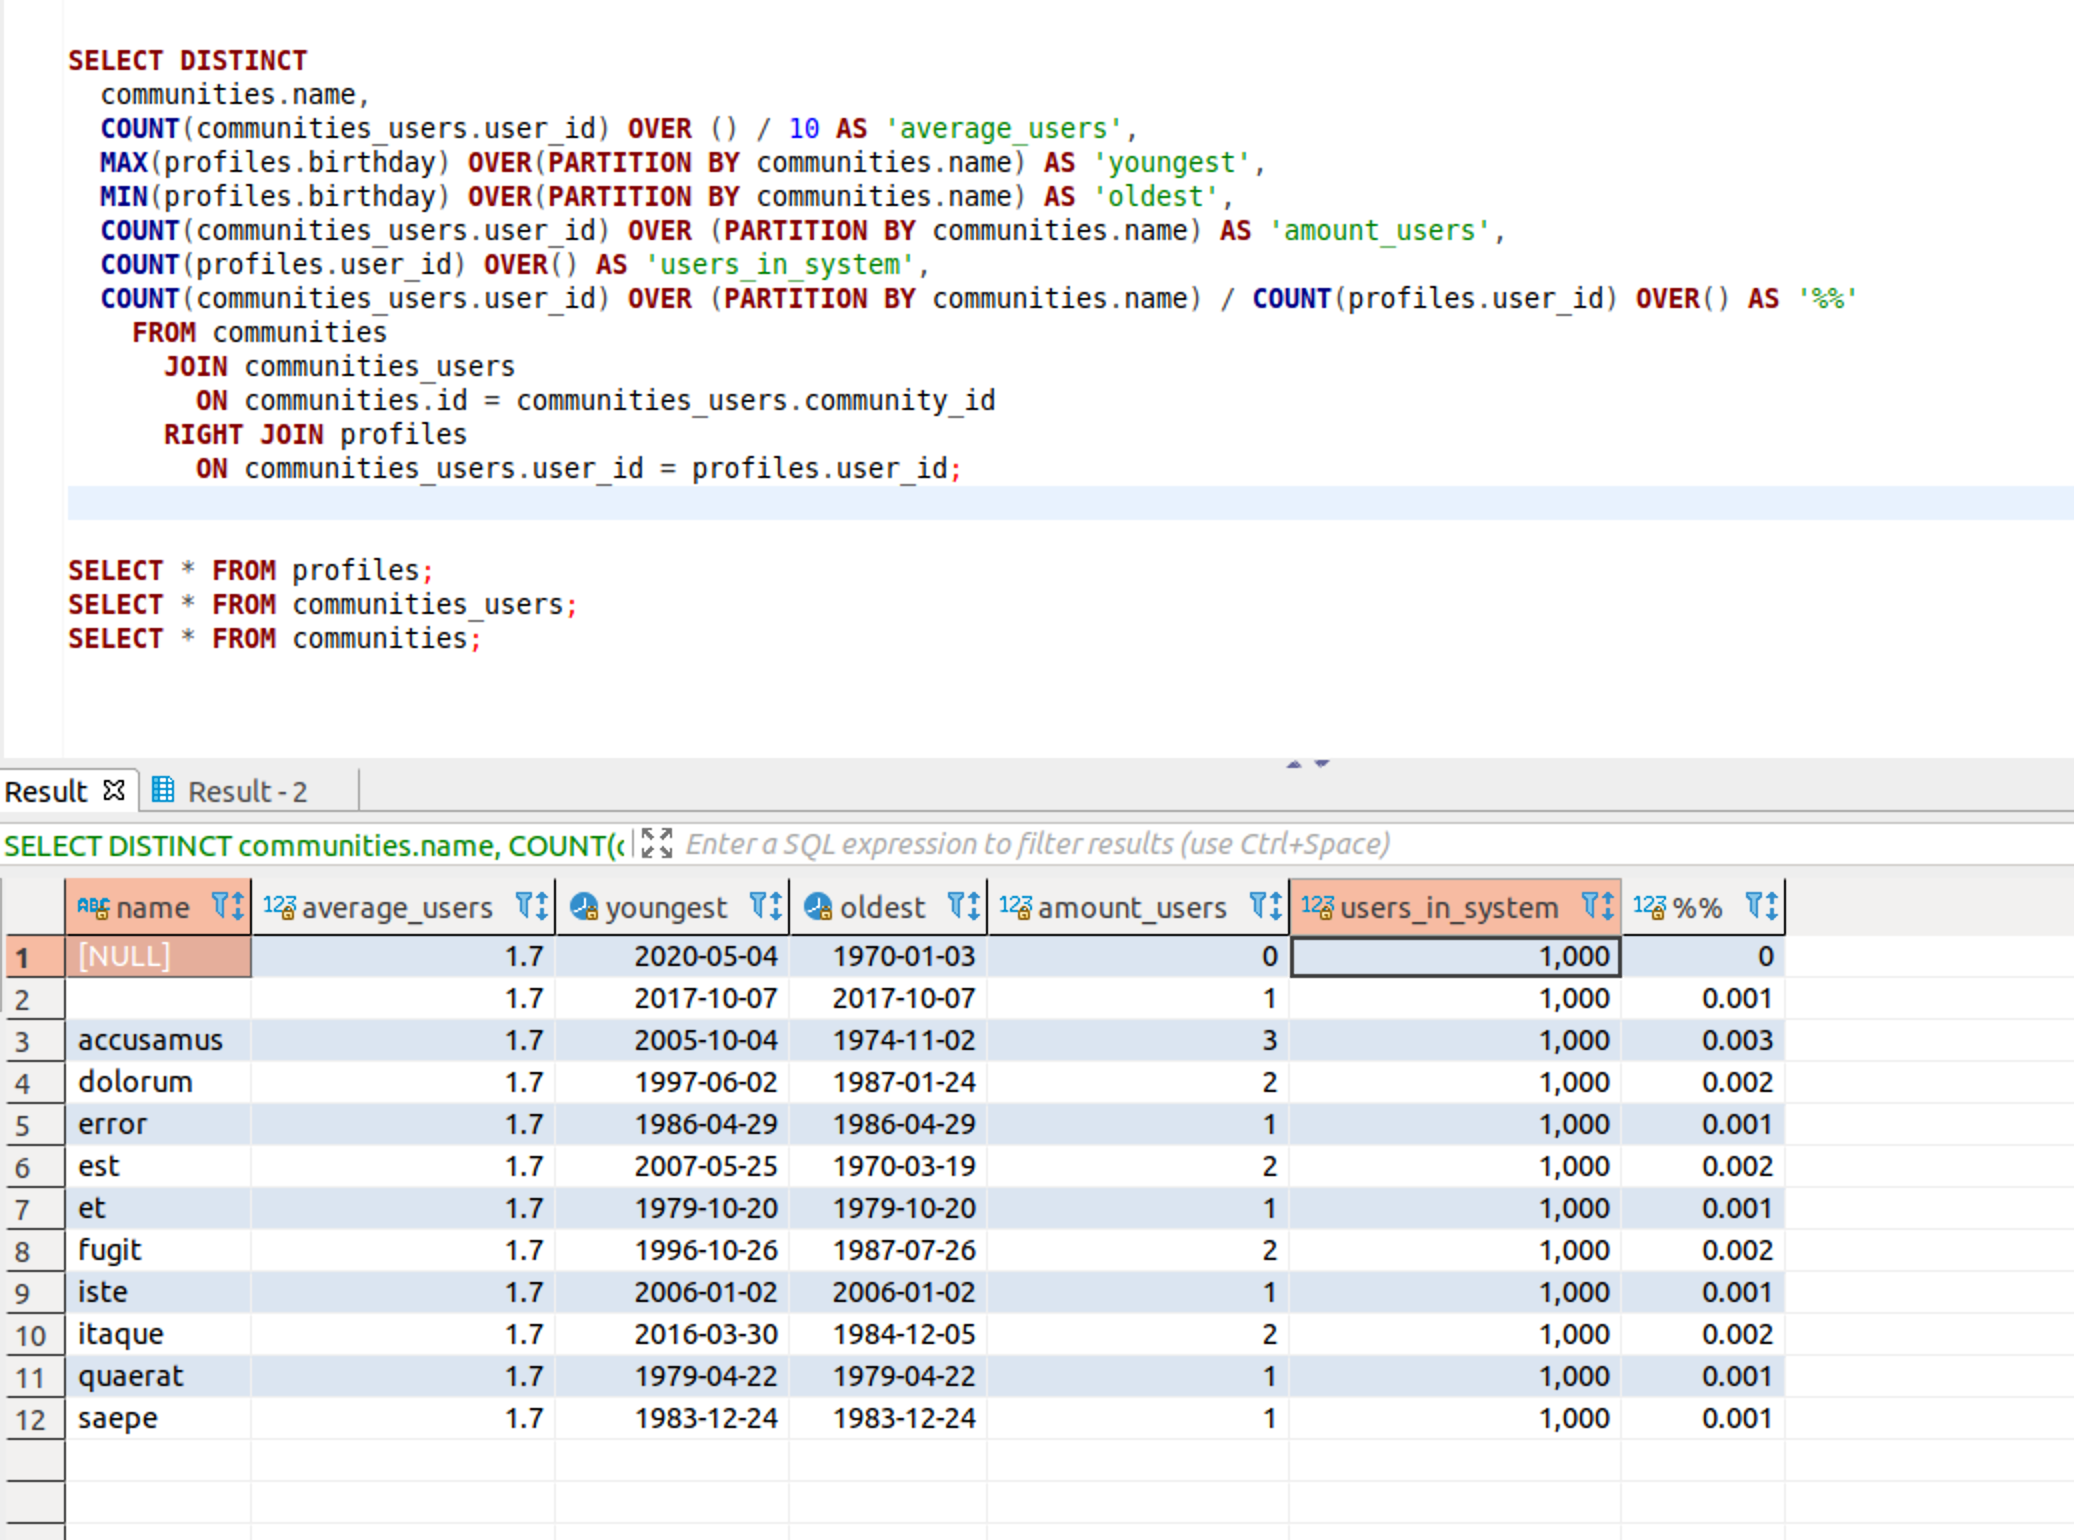 SELECT DISTINCT
communities.name,
COUNT(communities_users.user_id) OVER () / 10 AS 'average_users',
MAX(profiles.birthday) OVER(PARTITION BY communities.name) AS 'youngest',
MIN(profiles.birthday) OVER(PARTITION BY communities.name) AS 'oldest',
COUNT(communities_users.user_id) OVER (PARTITION BY communities.name) AS 'amount_users',
COUNT(profiles.user_id) OVER() AS 'users_in_system',
COUNT(communities_users.user_id) OVER (PARTITION BY communities.name) / COUNT(profiles.user_id) OVER() AS '%%'
FROM communities
JOIN communities_users
ON communities.id = communities_users.community_id
RIGHT JOIN profiles
ON communities_users.user_id = profiles.user_id;
SELECT * FROM profiles;
SELECT * FROM communities_users;
SELECT * FROM communities;
Result Result - 2
SELECT DISTINCT communities.name, COUNT(c Enter a SQL expression to filter results (use Ctrl+Space)
ABC name 123 average_users youngest oldest 123 amount_users 123 users_in_system 123 %%
1 [NULL] 1.7 2020-05-04 1970-01-03 0 1,000 0
2 1.7 2017-10-07 2017-10-07 1 1,000 0.001
3 accusamus 1.7 2005-10-04 1974-11-02 3 1,000 0.003
4 dolorum 1.7 1997-06-02 1987-01-24 2 1,000 0.002
5 error 1.7 1986-04-29 1986-04-29 1 1,000 0.001
6 est 1.7 2007-05-25 1970-03-19 2 1,000 0.002
7 et 1.7 1979-10-20 1979-10-20 1 1,000 0.001
8 fugit 1.7 1996-10-26 1987-07-26 2 1,000 0.002
9 iste 1.7 2006-01-02 2006-01-02 1 1,000 0.001
10 itaque 1.7 2016-03-30 1984-12-05 2 1,000 0.002
11 quaerat 1.7 1979-04-22 1979-04-22 1 1,000 0.001
12 saepe 1.7 1983-12-24 1983-12-24 1 1,000 0.001